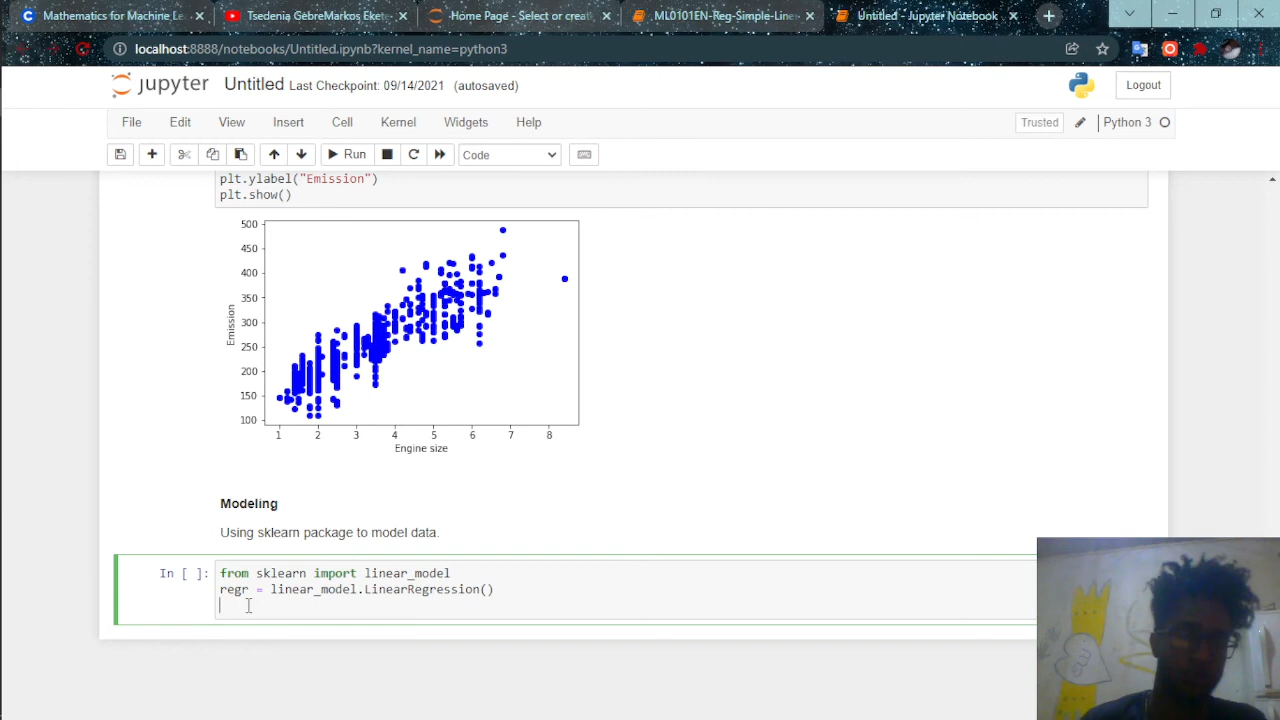 Mathematics for Machine Le
Tsedenia GebreMarkos Eket
Home Page - Select or creat
ML0101EN-Reg-Simple-Line
Untitled - Jupyter Notebook
localhost:8888/notebooks/Untitled.ipynb?kernel_name=python3
jupyter Untitled Last Checkpoint: 09/14/2021 (autosaved)
Logout
File Edit View Insert Cell Kernel Widgets Help
Trusted Python 3
Run Code
plt.ylabel("Emission")
plt.show()
500
450
400
350
300
250
200
150
100
Emission
1 2 3 4 5 6 7 8
Engine size
Modeling
Using sklearn package to model data.
In [ ]: from sklearn import linear_model
regr = linear_model.LinearRegression()